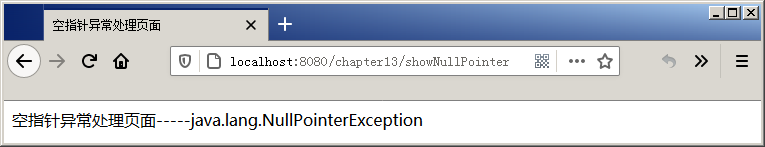 空指针异常处理页面
localhost:8080/chapter13/showNullPointer
空指针异常处理页面-----java.lang.NullPointerException